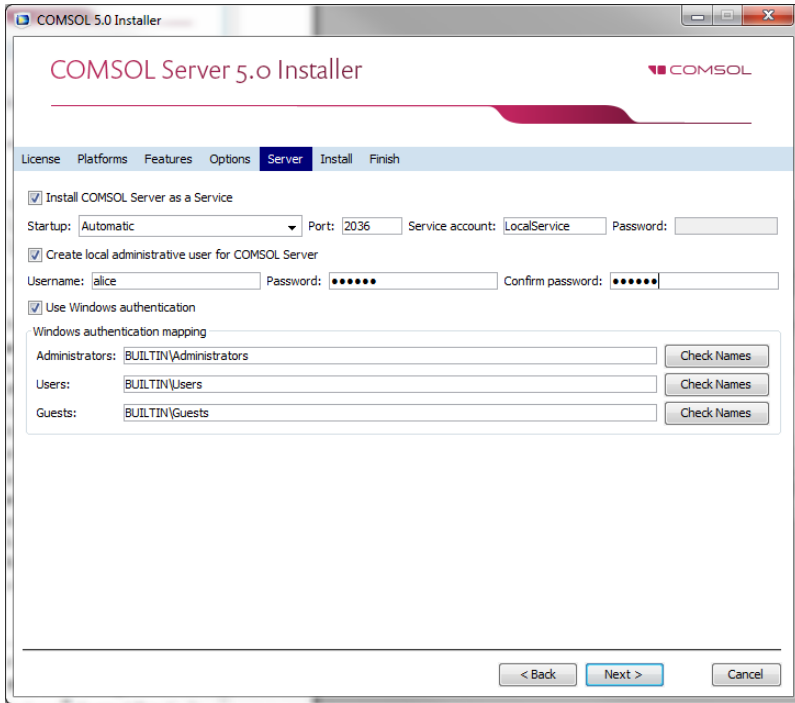 COMSOL 5.0 Installer
COMSOL Server 5.0 Installer
COMSOL
License Platforms Features Options Server Install Finish
Install COMSOL Server as a Service
Startup: Automatic Port: 2036 Service account: LocalService Password:
Create local administrative user for COMSOL Server
Username: alice Password: •••••• Confirm password: ••••••
Use Windows authentication
Windows authentication mapping
Administrators: BUILTIN\Administrators Check Names
Users: BUILTIN\Users Check Names
Guests: BUILTIN\Guests Check Names
< Back Next > Cancel